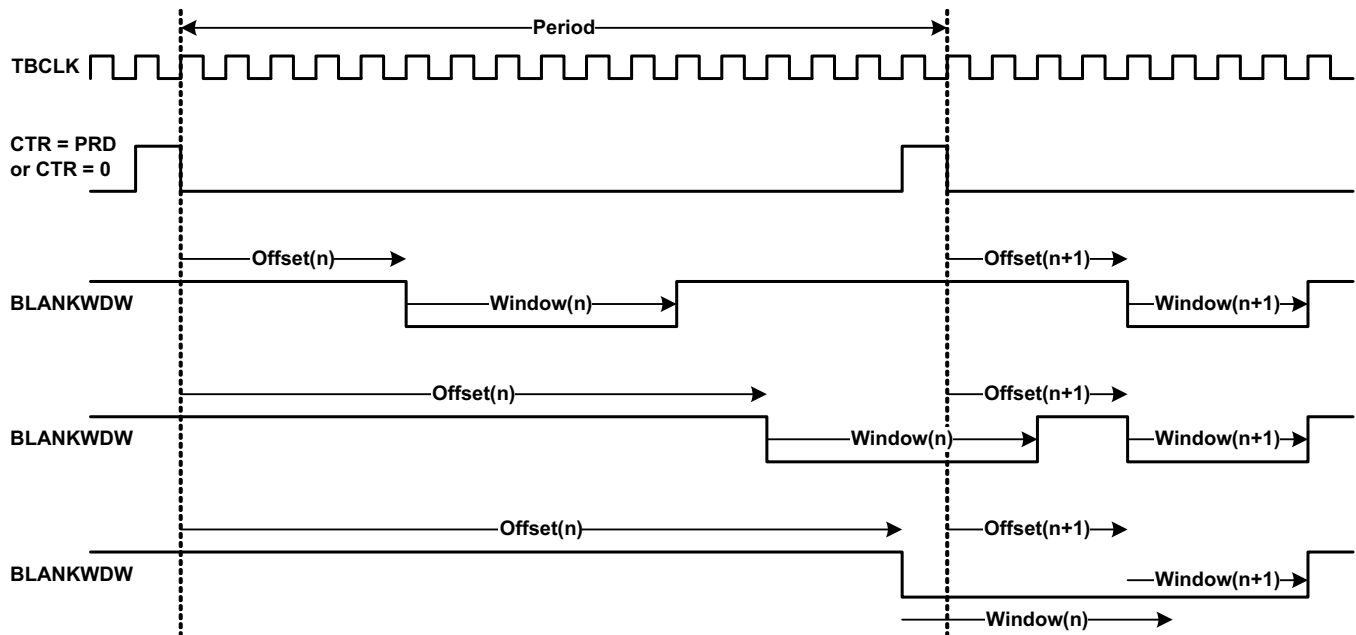 Period
TBCLK
CTR = PRD
or CTR = 0
Offset(n)
Offset(n+1)
BLANKWDW
Window(n)
Window(n+1)
Offset(n)
Offset(n+1)
BLANKWDW
Window(n)
Window(n+1)
Offset(n)
Offset(n+1)
BLANKWDW
Window(n+1)
Window(n)